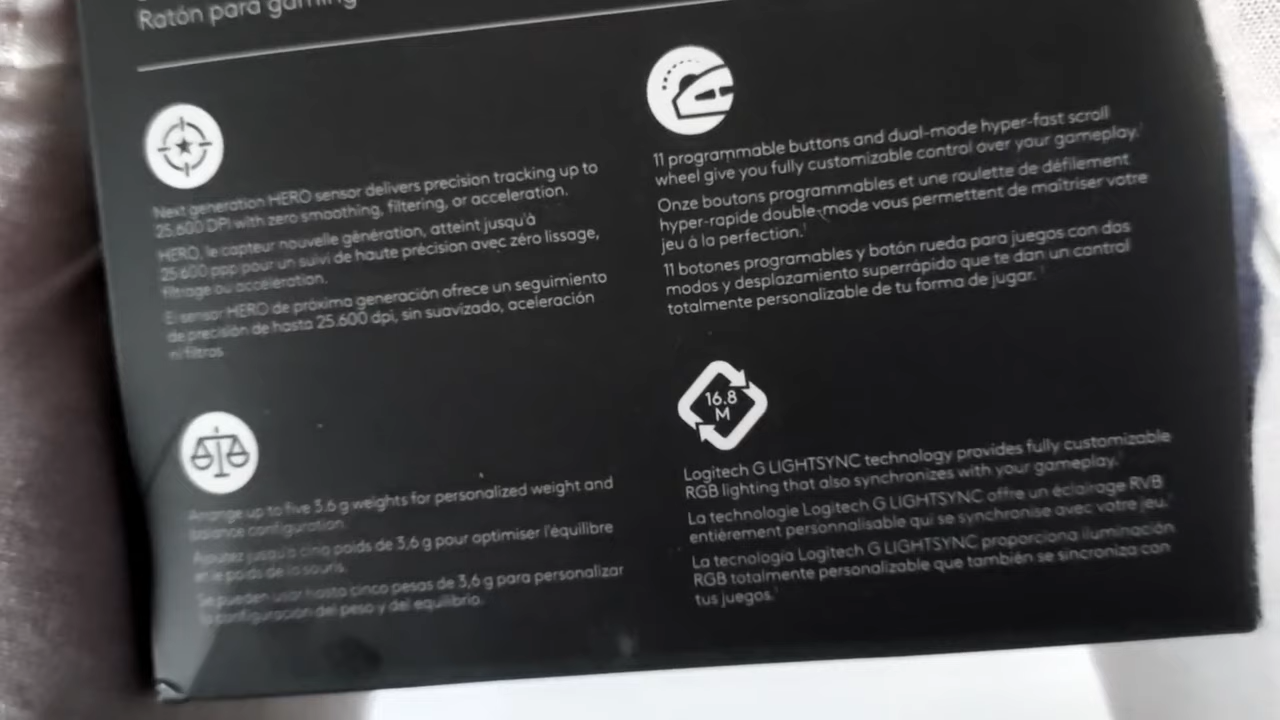 Ratón para gaming
Next generation HERO sensor delivers precision tracking up to
25,600 DPI with zero smoothing, filtering, or acceleration.
HERO, le capteur nouvelle génération, atteint jusqu'à
25 600 ppp pour un suivi de haute précision avec zéro lissage,
filtrage ou accélération.
El sensor HERO de próxima generación ofrece un seguimiento
de precisión de hasta 25.600 dpi, sin suavizado, aceleración
ni filtros.
11 programmable buttons and dual-mode hyper-fast scroll
wheel give you fully customizable control over your gameplay.¹
Onze boutons programmables et une roulette de défilement
hyper-rapide double-mode vous permettent de maîtriser votre
jeu à la perfection.¹
11 botones programables y botón rueda para juegos con dos
modos y desplazamiento superrápido que te dan un control
totalmente personalizable de tu forma de jugar.¹
Arrange up to five 3.6 g weights for personalized weight and
balance configuration.
Ajoutez jusqu'à cinq poids de 3,6 g pour optimiser l'équilibre
et le poids de la souris.
Se pueden usar hasta cinco pesas de 3,6 g para personalizar
la configuración del peso y del equilibrio.
16.8
M
Logitech G LIGHTSYNC technology provides fully customizable
RGB lighting that also synchronizes with your gameplay.¹
La technologie Logitech G LIGHTSYNC offre un éclairage RVB
entièrement personnalisable qui se synchronise avec votre jeu.¹
La tecnología Logitech G LIGHTSYNC proporciona iluminación
RGB totalmente personalizable que también se sincroniza con
tus juegos.¹